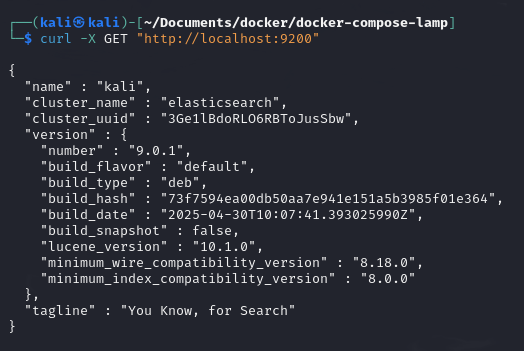 ┌──(kali㉿kali)-[~/Documents/docker/docker-compose-lamp]
└─$ curl -X GET "http://localhost:9200"
{
  "name" : "kali",
  "cluster_name" : "elasticsearch",
  "cluster_uuid" : "3Ge1lBdoRLO6RBToJusSbw",
  "version" : {
    "number" : "9.0.1",
    "build_flavor" : "default",
    "build_type" : "deb",
    "build_hash" : "73f7594ea00db50aa7e941e151a5b3985f01e364",
    "build_date" : "2025-04-30T10:07:41.393025990Z",
    "build_snapshot" : false,
    "lucene_version" : "10.1.0",
    "minimum_wire_compatibility_version" : "8.18.0",
    "minimum_index_compatibility_version" : "8.0.0"
  },
  "tagline" : "You Know, for Search"
}